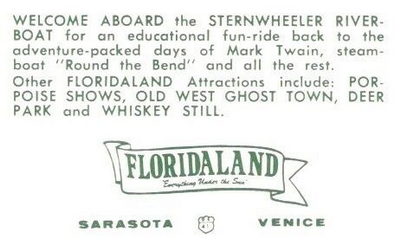 WELCOME ABOARD the STERNWHEELER RIVER-
BOAT for an educational fun-ride back to the
adventure-packed days of Mark Twain, steam-
boat "Round the Bend" and all the rest.
Other FLORIDALAND Attractions include: POR-
POISE SHOWS, OLD WEST GHOST TOWN, DEER
PARK and WHISKEY STILL.
FLORIDALAND
"Everything Under the Sun"
SARASOTA VENICE